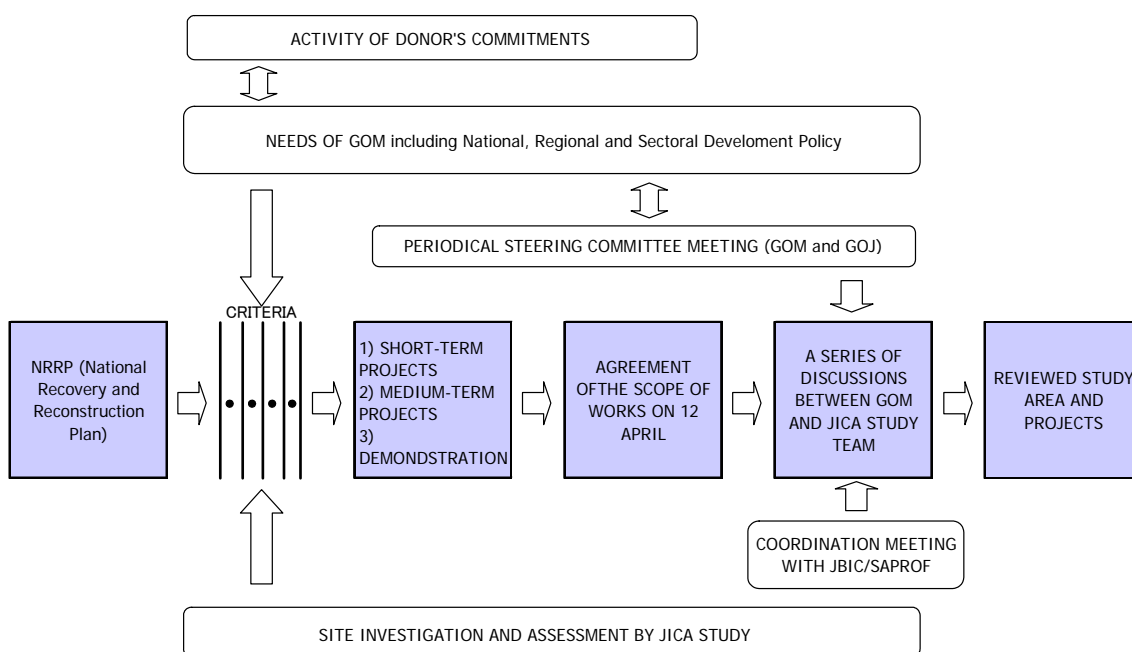 ACTIVITY OF DONOR'S COMMITMENTS
NEEDS OF GOM including National, Regional and Sectoral Develoment Policy
PERIODICAL STEERING COMMITTEE MEETING (GOM and GOJ)
CRITERIA
NRRP (National
Recovery and
Reconstruction
Plan)
1) SHORT-TERM
PROJECTS
2) MEDIUM-TERM
PROJECTS
3)
DEMONDSTRATION
AGREEMENT
OFTHE SCOPE OF
WORKS ON 12
APRIL
A SERIES OF
DISCUSSIONS
BETWEEN GOM
AND JICA STUDY
TEAM
REVIEWED STUDY
AREA AND
PROJECTS
COORDINATION MEETING
WITH JBIC/SAPROF
SITE INVESTIGATION AND ASSESSMENT BY JICA STUDY